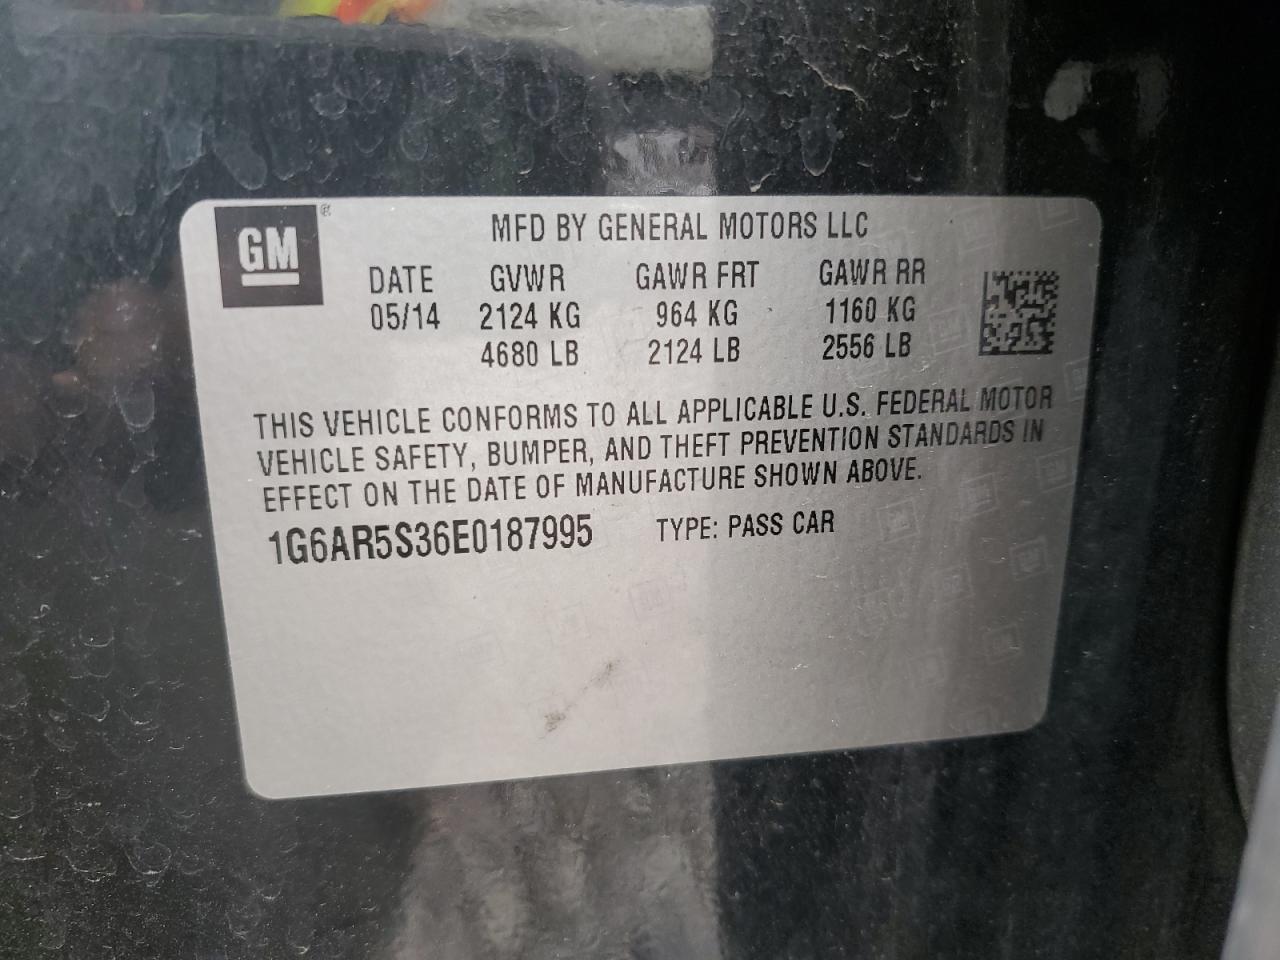 GM ®
MFD BY GENERAL MOTORS LLC
DATE GVWR GAWR FRT GAWR RR
05/14 2124 KG 964 KG 1160 KG
4680 LB 2124 LB 2556 LB
THIS VEHICLE CONFORMS TO ALL APPLICABLE U.S. FEDERAL MOTOR
VEHICLE SAFETY, BUMPER, AND THEFT PREVENTION STANDARDS IN
EFFECT ON THE DATE OF MANUFACTURE SHOWN ABOVE.
1G6AR5S36E0187995 TYPE: PASS CAR